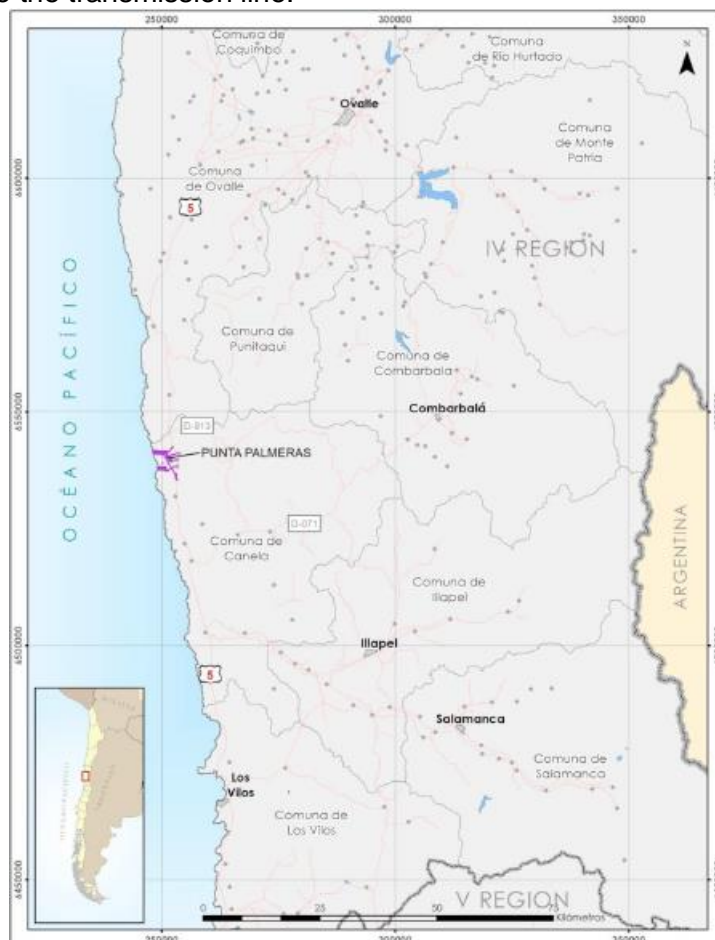 the transmission line.
250000 300000 350000
Comuna de
Coquimbo
Comuna
de Río Hurtado
N
Ovalle
Comuna
de Monte
Patria
6600000
Comuna
de Ovalle
5
IV REGION
OCÉANO PACÍFICO
Comuna de
Punitaqui
Comuna de
Combarbala
Combarbalá
6550000
D-813
PUNTA PALMERAS
ARGENTINA
Comuna de
Canela
Comuna de
Illapel
6500000
Illapel
5
Salamanca
Comuna de
Salamanca
Los
Vilos
Comuna de
Los Vilos
6450000
V REGION
0 25 50 75
Kilómetros
250000 300000 350000